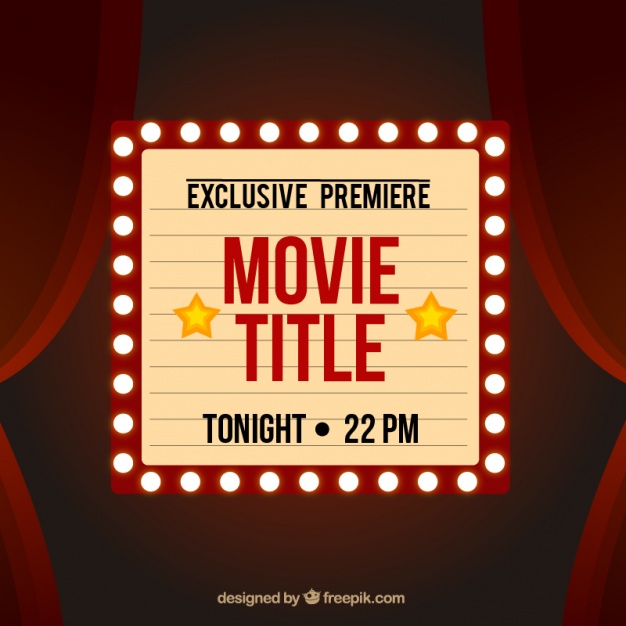 EXCLUSIVE PREMIERE
MOVIE
TITLE
TONIGHT • 22 PM
designed by freepik.com